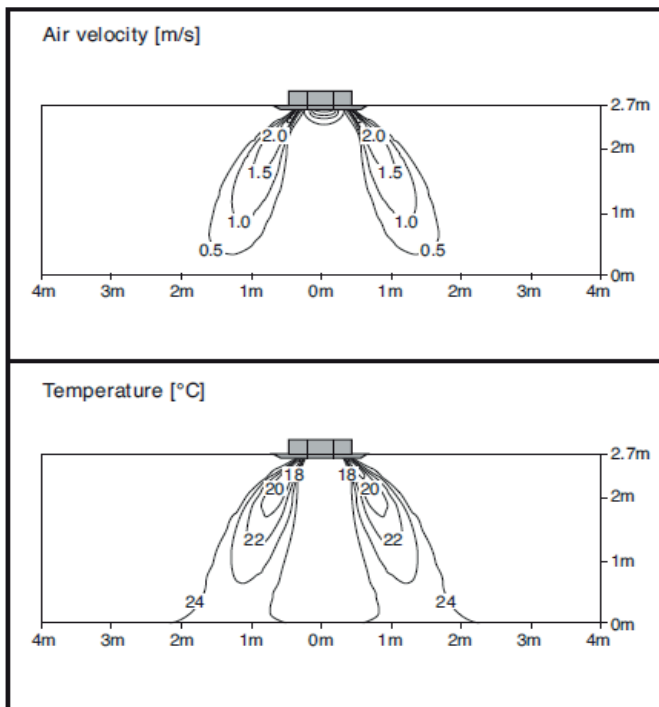 Air velocity [m/s]
2.7m
2.0 2.0 2m
1.5 1.5
1.0 1.0 1m
0.5 0.5
0m
4m 3m 2m 1m 0m 1m 2m 3m 4m
Temperature [°C]
2.7m
18 18
20 20 2m
22 22
1m
24 24
0m
4m 3m 2m 1m 0m 1m 2m 3m 4m